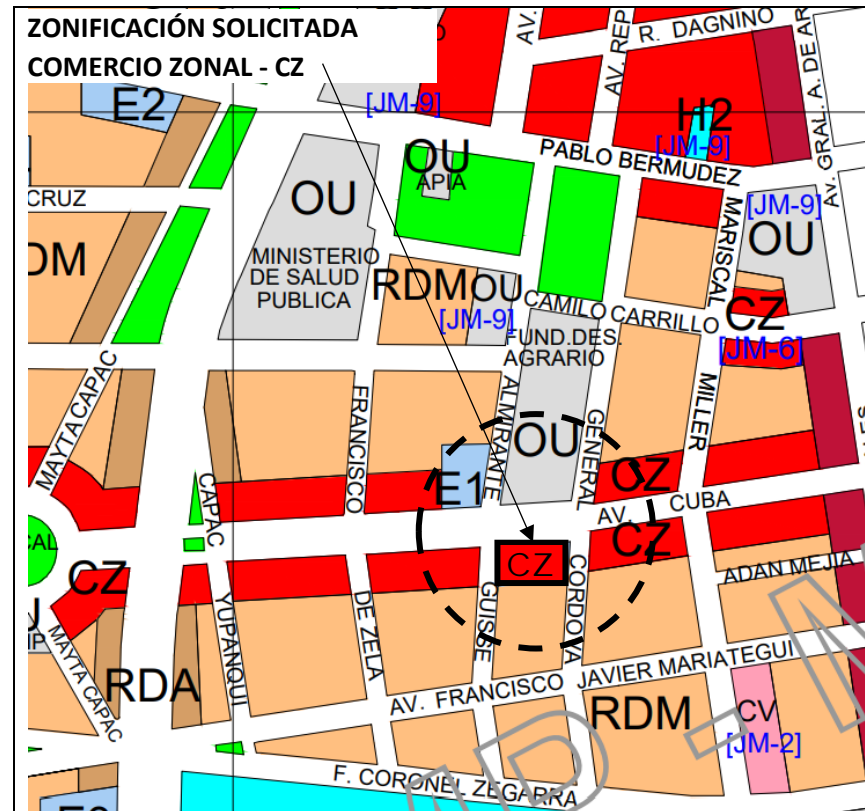 ZONIFICACIÓN SOLICITADA
COMERCIO ZONAL - CZ
AV.
AV. REP
R. DAGNINO
Av. GRAL. A. DE AR
E2
[JM-9]
H2
[JM-9]
OU
APIA
PABLO BERMUDEZ
CRUZ
OU
MINISTERIO
DE SALUD
PUBLICA
[JM-9]
OU
MARISCAL
DM
RDM
OU
[JM-9]
CAMILO CARRILLO
CZ
[JM-6]
FUND.DES.
AGRARIO
MAYTA CAPAC
FRANCISCO
ALMIRANTE
GENERAL
MILLER
OU
E1
CZ
CAPAC
AV. CUBA
CAL
CZ
CZ
CZ
ADAN MEJIA
GUISSE
CORDOVA
U
MAYTA CAPAC
YUPANQUI
DE ZELA
RDA
AV. FRANCISCO JAVIER MARIATEGUI
RDM
CV
[JM-2]
F. CORONEL ZEGARRA